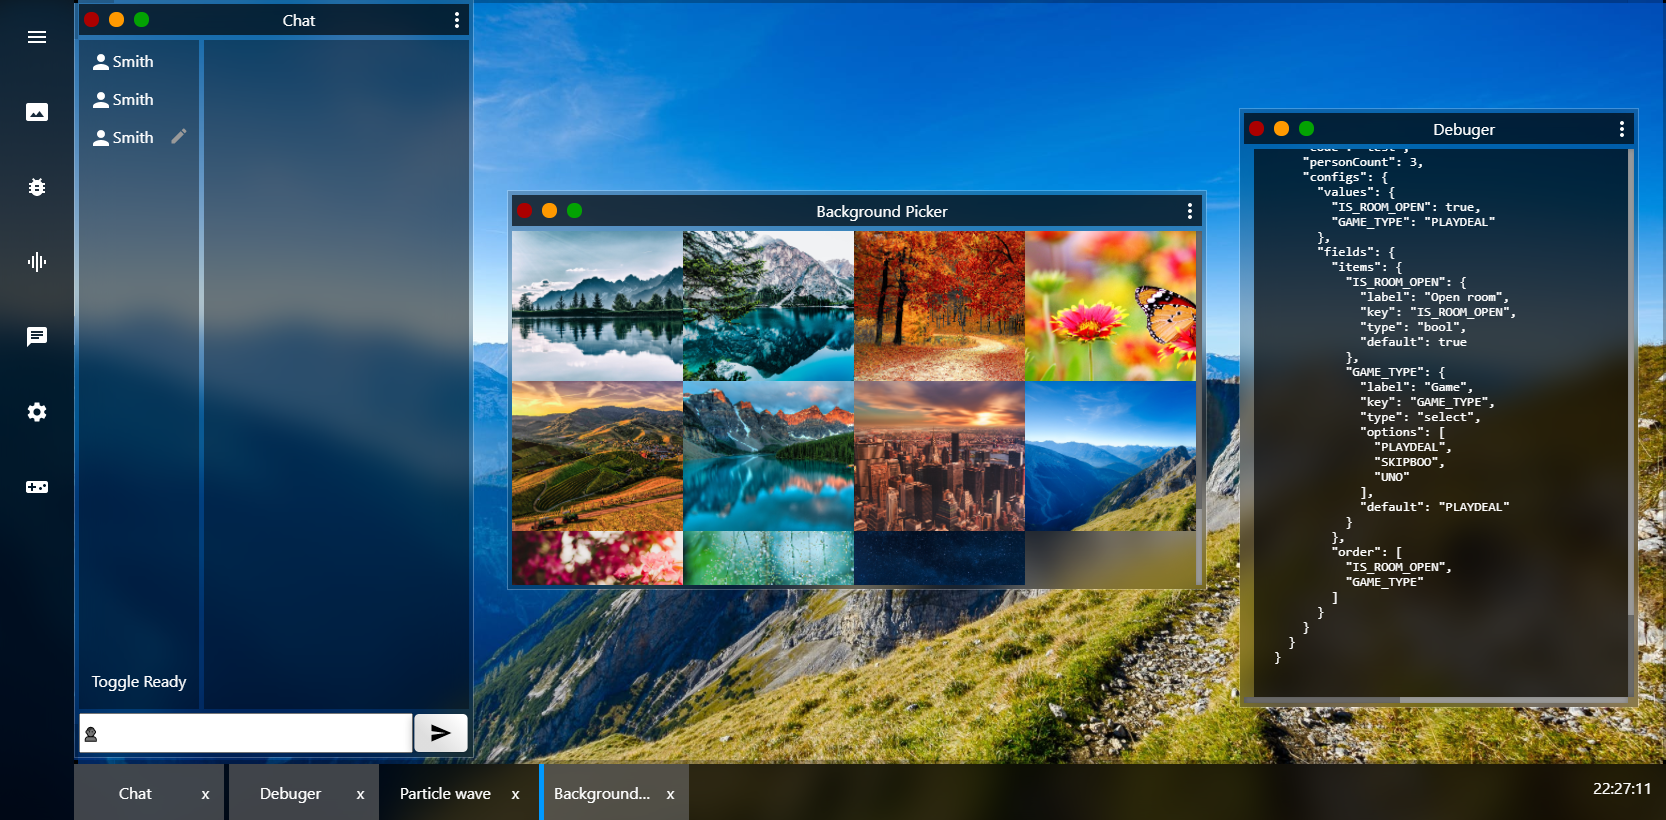 Chat
Smith
Smith
Smith
Toggle Ready
Background Picker
Debuger
"code": "test",
"personCount": 3,
"configs": {
"values": {
"IS_ROOM_OPEN": true,
"GAME_TYPE": "PLAYDEAL"
},
"fields": {
"items": {
"IS_ROOM_OPEN": {
"label": "Open room",
"key": "IS_ROOM_OPEN",
"type": "bool",
"default": true
},
"GAME_TYPE": {
"label": "Game",
"key": "GAME_TYPE",
"type": "select",
"options": [
"PLAYDEAL",
"SKIPBOO",
"UNO"
],
"default": "PLAYDEAL"
}
},
"order": [
"IS_ROOM_OPEN",
"GAME_TYPE"
]
}
}
}
}
Chat x Debuger x Particle wave x Background... x 22:27:11